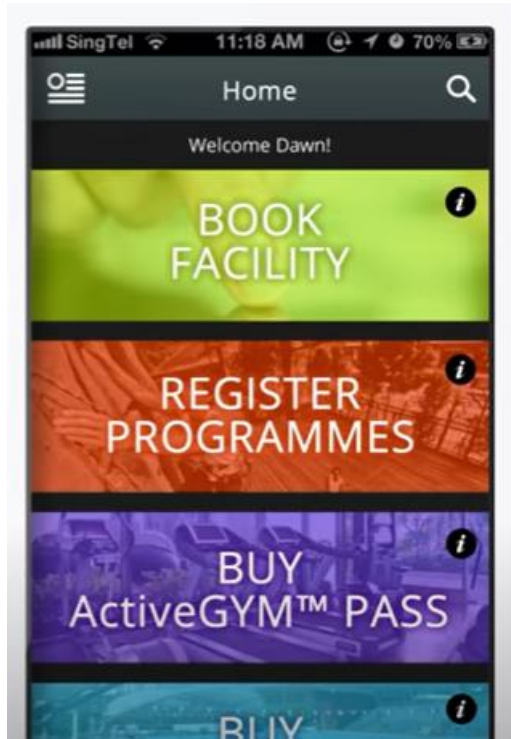 SingTel 11:18 AM 70%
Home
Welcome Dawn!
BOOK
FACILITY
i
REGISTER
PROGRAMMES
i
BUY
ActiveGYM™ PASS
i
BUY
i